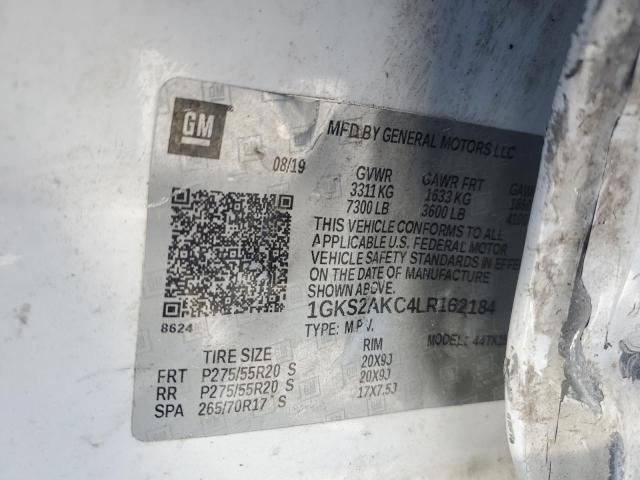 GM
MFD BY GENERAL MOTORS LLC
08/19 GVWR GAWR FRT
3311 KG 1633 KG
7300 LB 3600 LB
THIS VEHICLE CONFORMS TO ALL
APPLICABLE U.S. FEDERAL MOTOR
VEHICLE SAFETY STANDARDS IN EFFECT
ON THE DATE OF MANUFACTURE
SHOWN ABOVE.
1GKS2AKC4LR162184
8624 TYPE: M.P.V. MODEL:
TIRE SIZE RIM
FRT P275/55R20 S 20X9J
RR P275/55R20 S 20X9J
SPA 265/70R17 S 17X7.5J